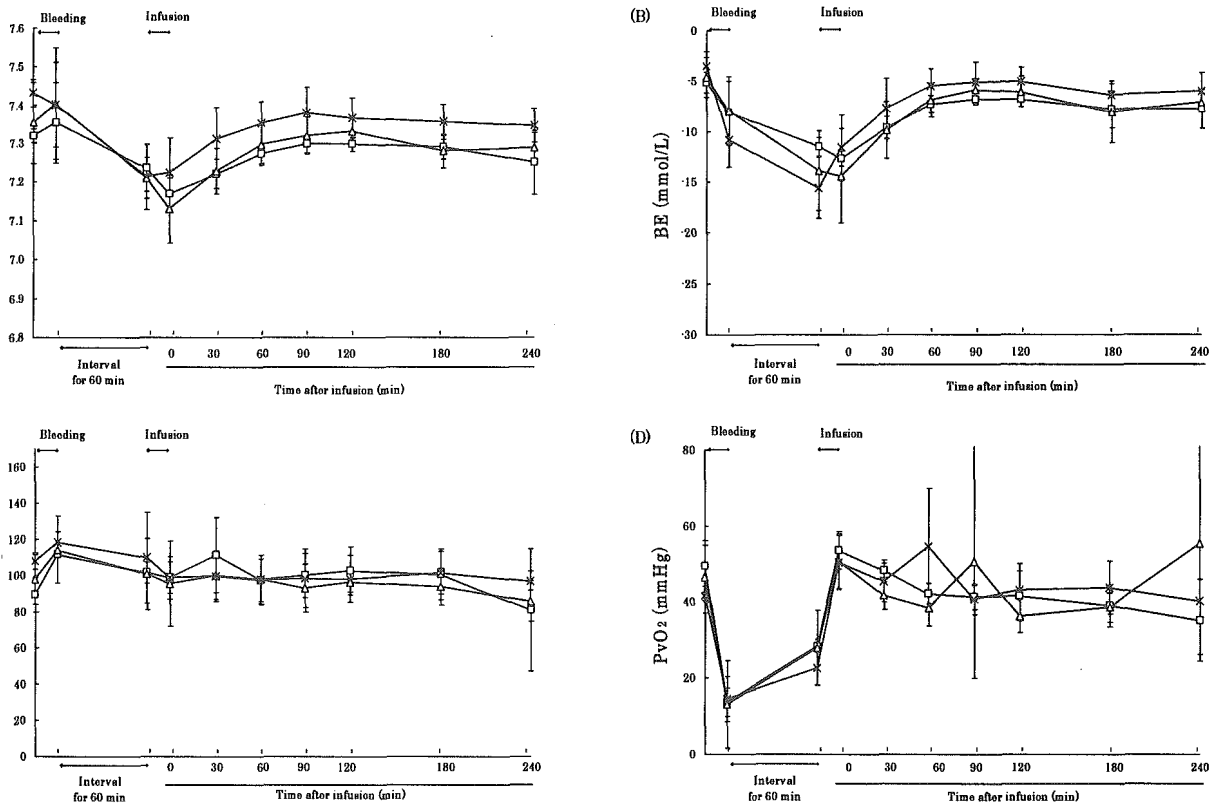 Bleeding Infusion
7.6
7.5
7.4
7.3
7.2
7.1
7.0
6.9
6.8
0 30 60 90 120 180 240
Interval
for 60 min
Time after infusion (min)
(B)
Bleeding Infusion
0
-5
-10
-15
-20
-25
-30
BE (mmol/L)
0 30 60 90 120 180 240
Interval
for 60 min
Time after infusion (min)
Bleeding Infusion
160
140
120
100
80
60
40
20
0
0 30 60 90 120 180 240
Interval
for 60 min
Time after infusion (min)
(D)
Bleeding Infusion
80
60
40
20
0
PvO₂ (mmHg)
0 30 60 90 120 180 240
Interval
for 60 min
Time after infusion (min)